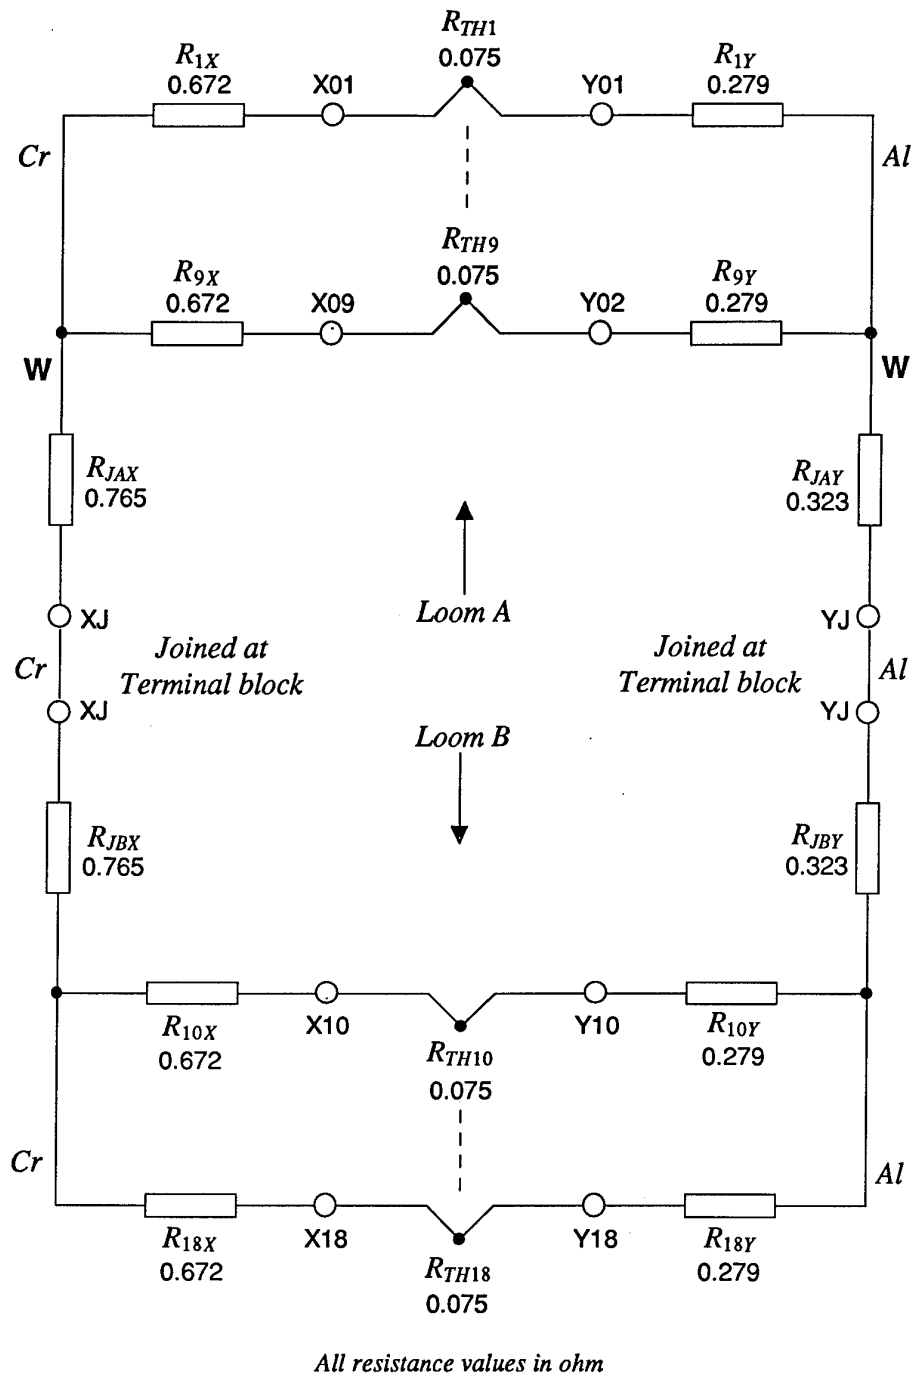 R_TH1
0.075
R_1X
0.672
X01
Y01
R_1Y
0.279
Cr
Al
R_TH9
0.075
R_9X
0.672
X09
Y02
R_9Y
0.279
W
W
R_JAX
0.765
R_JAY
0.323
Loom A
XJ
YJ
Joined at
Terminal block
Joined at
Terminal block
Cr
Al
XJ
YJ
Loom B
R_JBX
0.765
R_JBY
0.323
R_10X
0.672
X10
Y10
R_10Y
0.279
R_TH10
0.075
Cr
Al
R_18X
0.672
X18
Y18
R_18Y
0.279
R_TH18
0.075
All resistance values in ohm